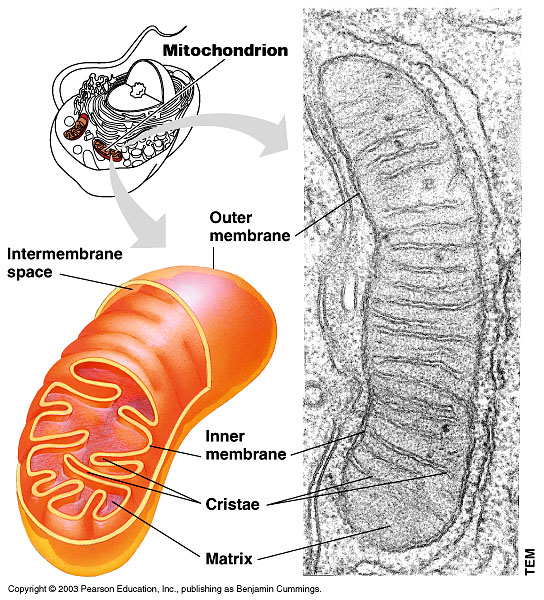 Mitochondrion
Outer
membrane
Intermembrane
space
Inner
membrane
Cristae
Matrix
TEM
Copyright © 2003 Pearson Education, Inc., publishing as Benjamin Cummings.